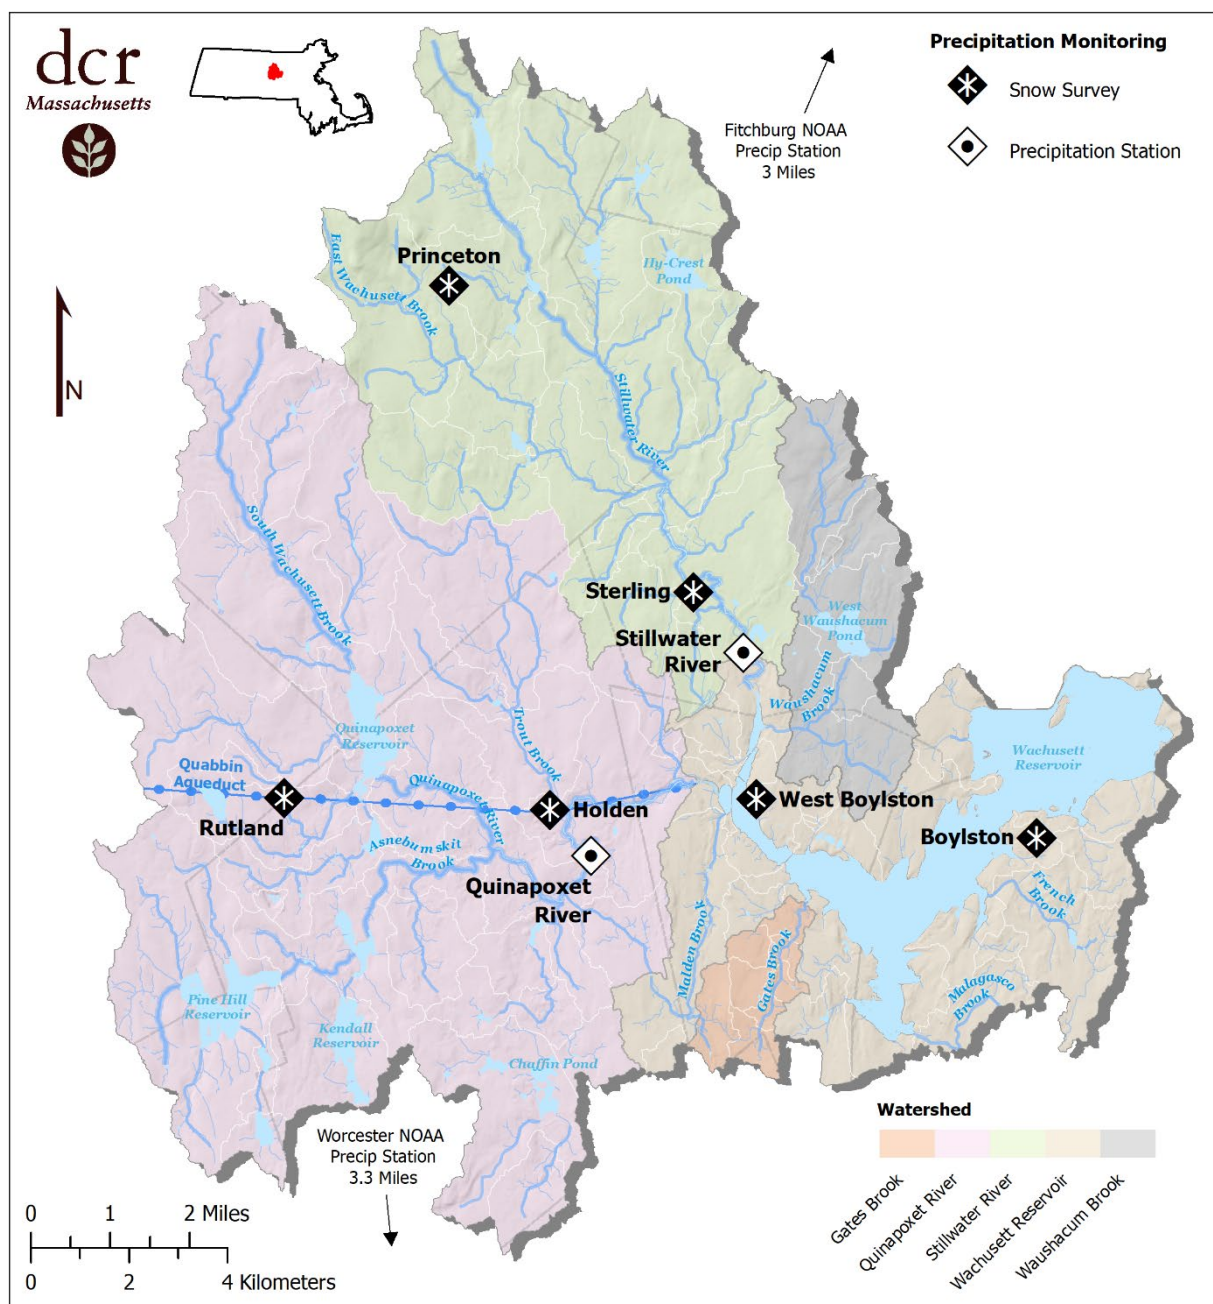 dcr
Massachusetts
Precipitation Monitoring
Snow Survey
Precipitation Station
Fitchburg NOAA
Precip Station
3 Miles
N
Princeton
East Wachusett Brook
Hy-Crest
Pond
Stillwater River
South Wachusett Brook
Sterling
Stillwater
River
West
Waushacum
Pond
Waushacum
Brook
Quinapoxet
Reservoir
Trout Brook
Wachusett
Reservoir
Quabbin
Aqueduct
Quinapoxet River
Rutland
Holden
West Boylston
Boylston
Asnebumskit
Brook
Quinapoxet
River
French
Brook
Malden Brook
Gates Brook
Malagasco
Brook
Pine Hill
Reservoir
Kendall
Reservoir
Chaffin Pond
Worcester NOAA
Precip Station
3.3 Miles
Watershed
Gates Brook
Quinapoxet River
Stillwater River
Wachusett Reservoir
Waushacum Brook
0 1 2 Miles
0 2 4 Kilometers